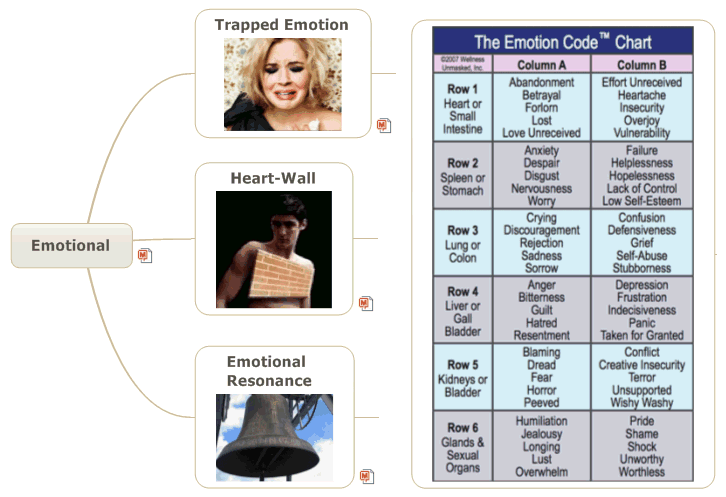 Emotional
Trapped Emotion
Heart-Wall
Emotional
Resonance
The Emotion Code™ Chart
©2007 Wellness
Unmasked, Inc.
Column A
Column B
Row 1
Heart or
Small
Intestine
Abandonment
Betrayal
Forlorn
Lost
Love Unreceived
Effort Unreceived
Heartache
Insecurity
Overjoy
Vulnerability
Row 2
Spleen or
Stomach
Anxiety
Despair
Disgust
Nervousness
Worry
Failure
Helplessness
Hopelessness
Lack of Control
Low Self-Esteem
Row 3
Lung or
Colon
Crying
Discouragement
Rejection
Sadness
Sorrow
Confusion
Defensiveness
Grief
Self-Abuse
Stubborness
Row 4
Liver or
Gall
Bladder
Anger
Bitterness
Guilt
Hatred
Resentment
Depression
Frustration
Indecisiveness
Panic
Taken for Granted
Row 5
Kidneys or
Bladder
Blaming
Dread
Fear
Horror
Peeved
Conflict
Creative Insecurity
Terror
Unsupported
Wishy Washy
Row 6
Glands &
Sexual
Organs
Humiliation
Jealousy
Longing
Lust
Overwhelm
Pride
Shame
Shock
Unworthy
Worthless